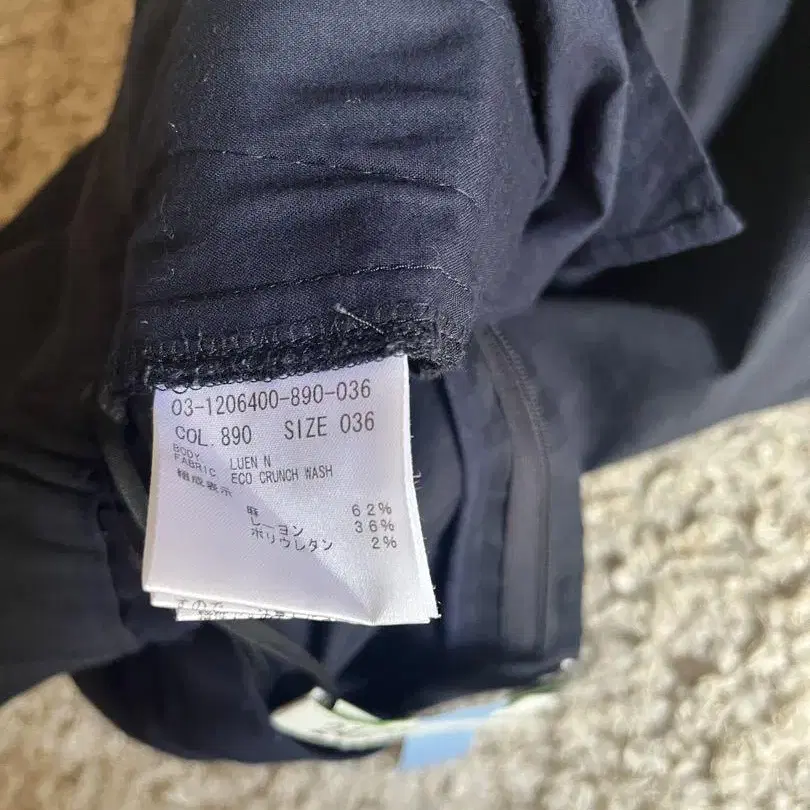 03-1206400-890-036
COL. 890 SIZE 036
BODY LUEN N
FABRIC ECO CRUNCH WASH
組成表示
麻 62%
レーヨン 36%
ポリウレタン 2%